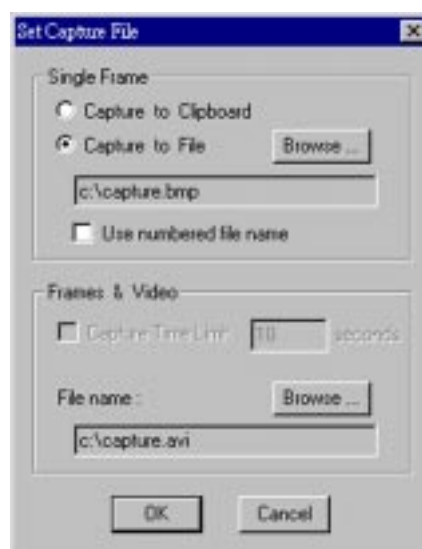 Set Capture File
Single Frame
Capture to Clipboard
Capture to File Browse ...
c:\capture.bmp
Use numbered file name
Frames & Video
Capture Time Limit 10 seconds
File name :
Browse ...
c:\capture.avi
OK Cancel